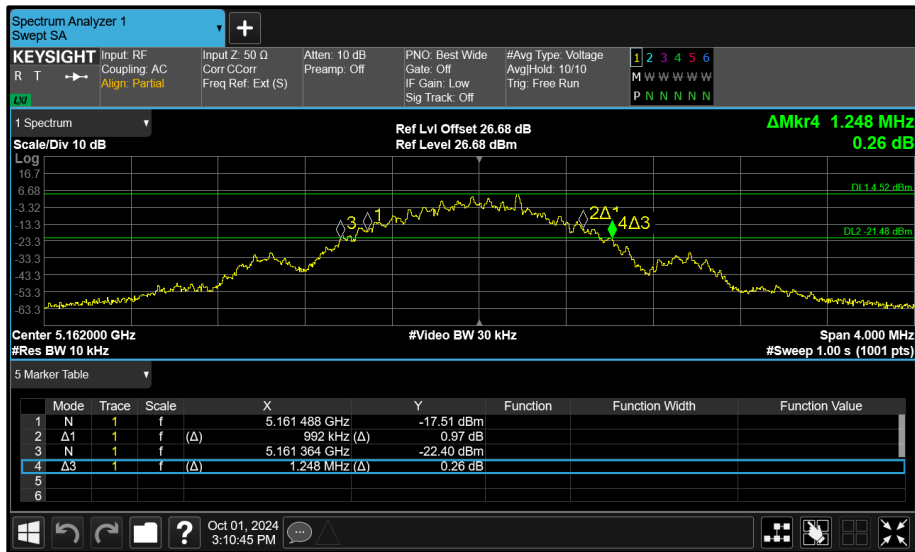 Spectrum Analyzer 1
Swept SA
+
KEYSIGHT Input: RF Input Z: 50 Ω Atten: 10 dB PNO: Best Wide #Avg Type: Voltage 1 2 3 4 5 6
R T Coupling: AC Corr CCorr Preamp: Off Gate: Off Avg|Hold: 10/10 M W W W W W
Align: Partial Freq Ref: Ext (S) IF Gain: Low Trig: Free Run
LXI Sig Track: Off P N N N N N
1 Spectrum Ref Lvl Offset 26.68 dB ΔMkr4 1.248 MHz
Scale/Div 10 dB Ref Level 26.68 dBm 0.26 dB
Log
16.7
6.68 DL1 4.52 dBm
-3.32
3 1 2Δ1 4Δ3
-13.3
DL2 -21.48 dBm
-23.3
-33.3
-43.3
-53.3
-63.3
Center 5.162000 GHz #Video BW 30 kHz Span 4.000 MHz
#Res BW 10 kHz #Sweep 1.00 s (1001 pts)
5 Marker Table
Mode Trace Scale X Y Function Function Width Function Value
1 N 1 f 5.161 488 GHz -17.51 dBm
2 Δ1 1 f (Δ) 992 kHz (Δ) 0.97 dB
3 N 1 f 5.161 364 GHz -22.40 dBm
4 Δ3 1 f (Δ) 1.248 MHz (Δ) 0.26 dB
5
6
? Oct 01, 2024
3:10:45 PM